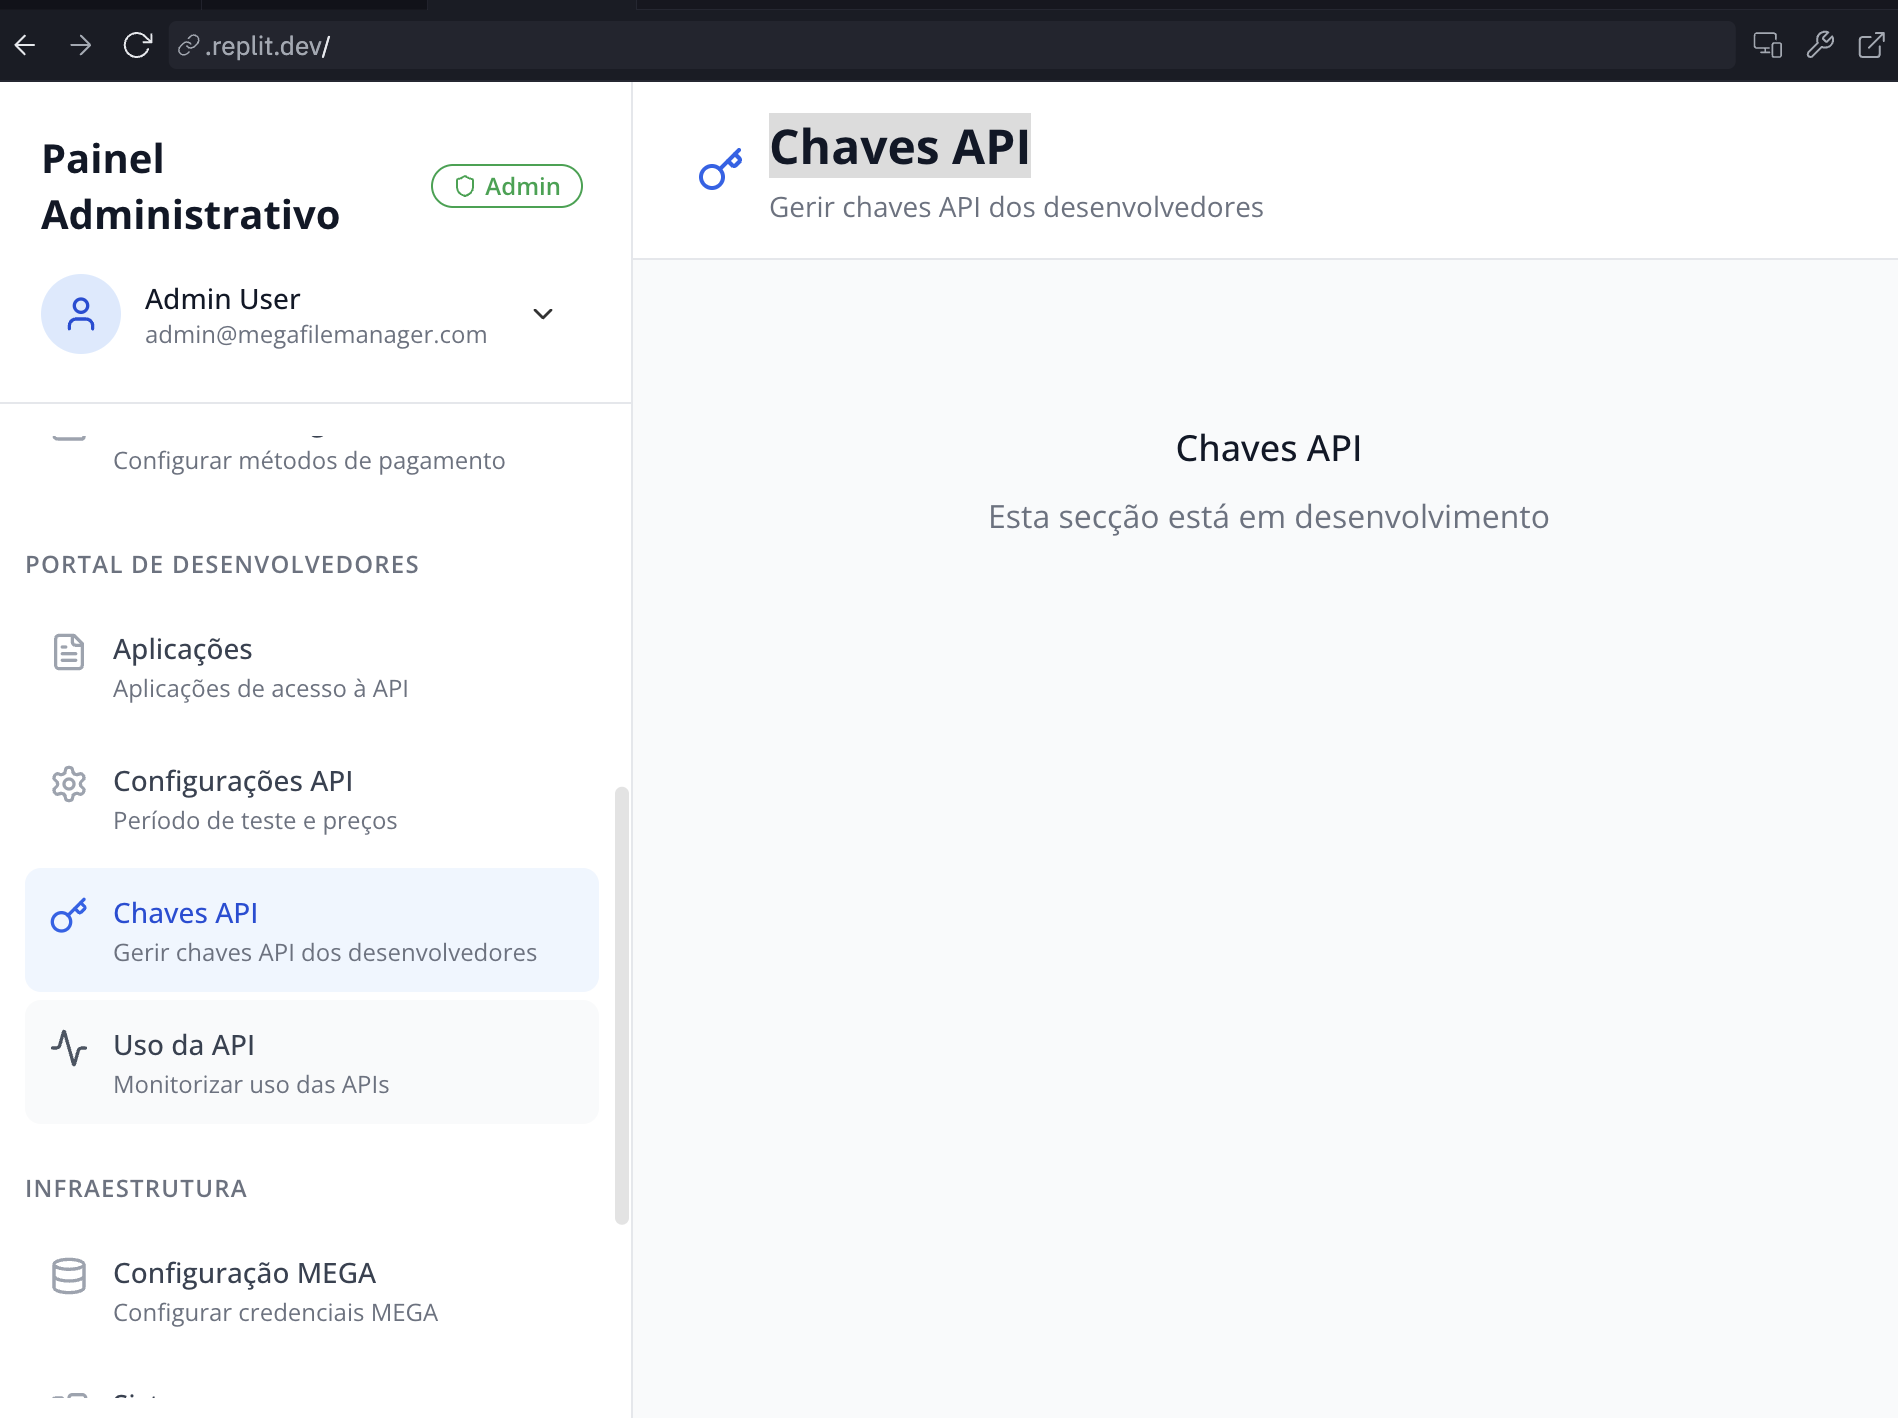 .replit.dev/
Painel
Administrativo
Admin
Admin User
admin@megafilemanager.com
Configurar métodos de pagamento
PORTAL DE DESENVOLVEDORES
Aplicações
Aplicações de acesso à API
Configurações API
Período de teste e preços
Chaves API
Gerir chaves API dos desenvolvedores
Uso da API
Monitorizar uso das APIs
INFRAESTRUTURA
Configuração MEGA
Configurar credenciais MEGA
Chaves API
Gerir chaves API dos desenvolvedores
Chaves API
Esta secção está em desenvolvimento